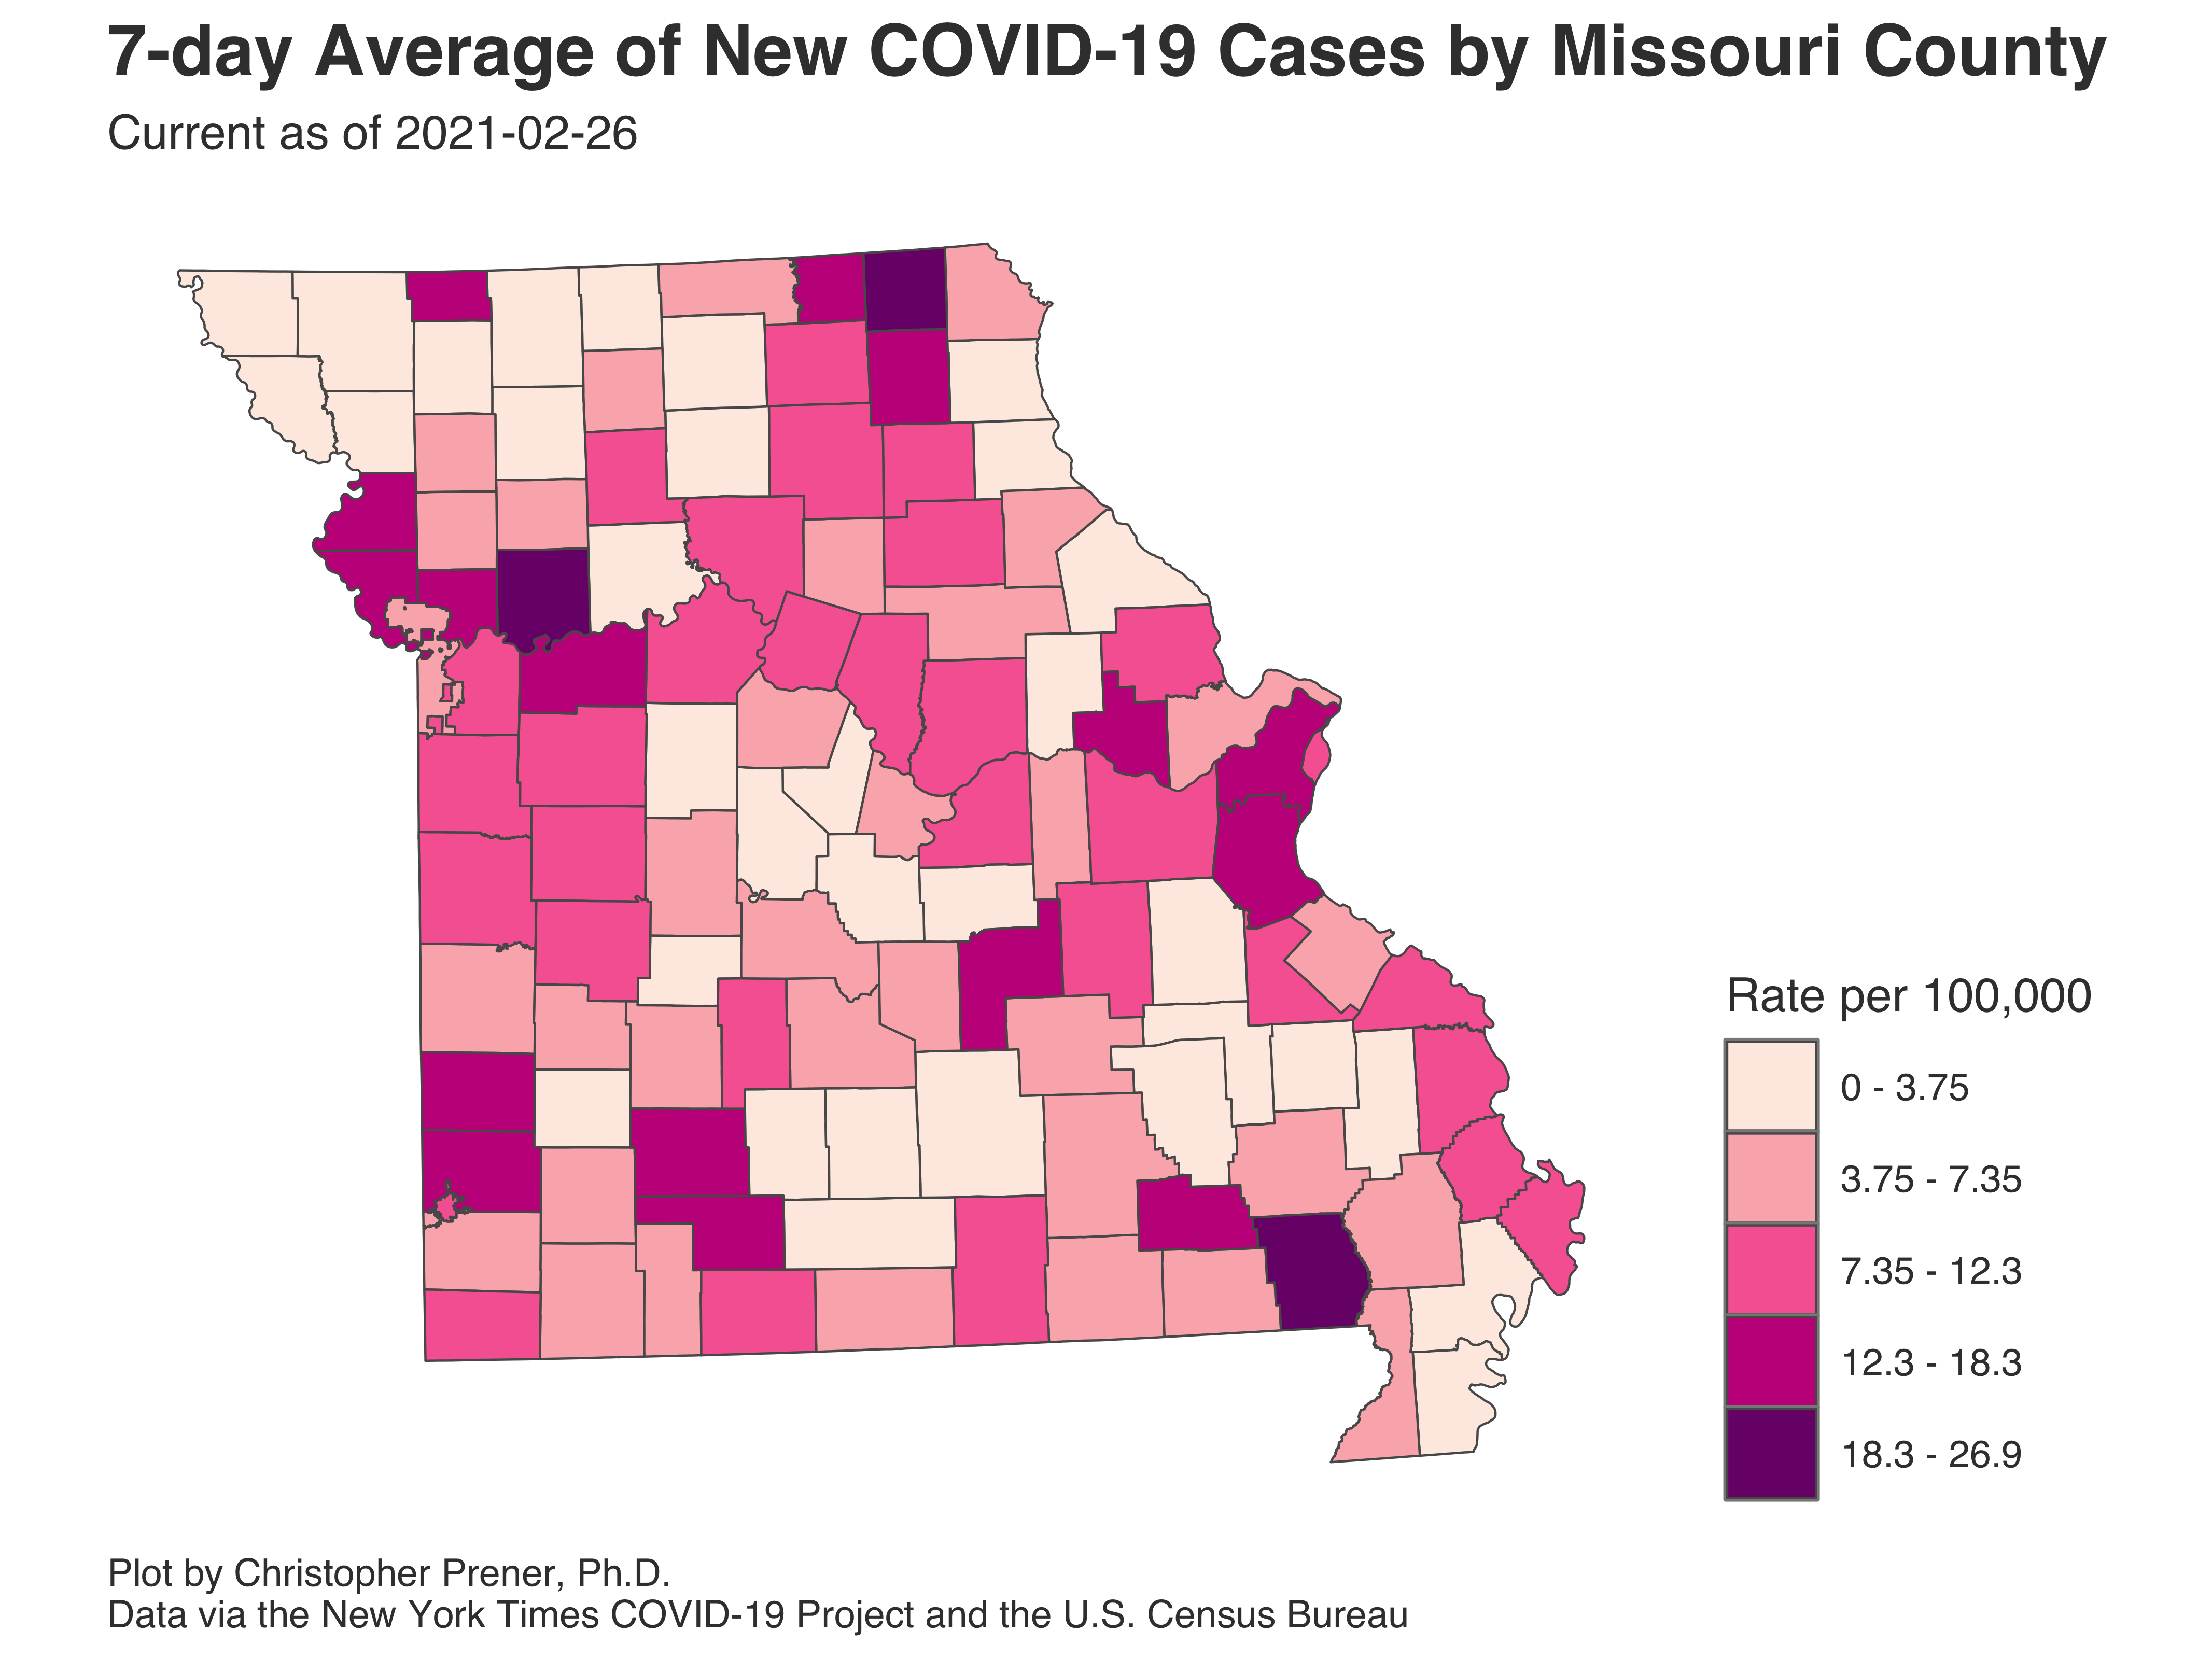 7-day Average of New COVID-19 Cases by Missouri County
Current as of 2021-02-26
Rate per 100,000
0 - 3.75
3.75 - 7.35
7.35 - 12.3
12.3 - 18.3
18.3 - 26.9
Plot by Christopher Prener, Ph.D.
Data via the New York Times COVID-19 Project and the U.S. Census Bureau